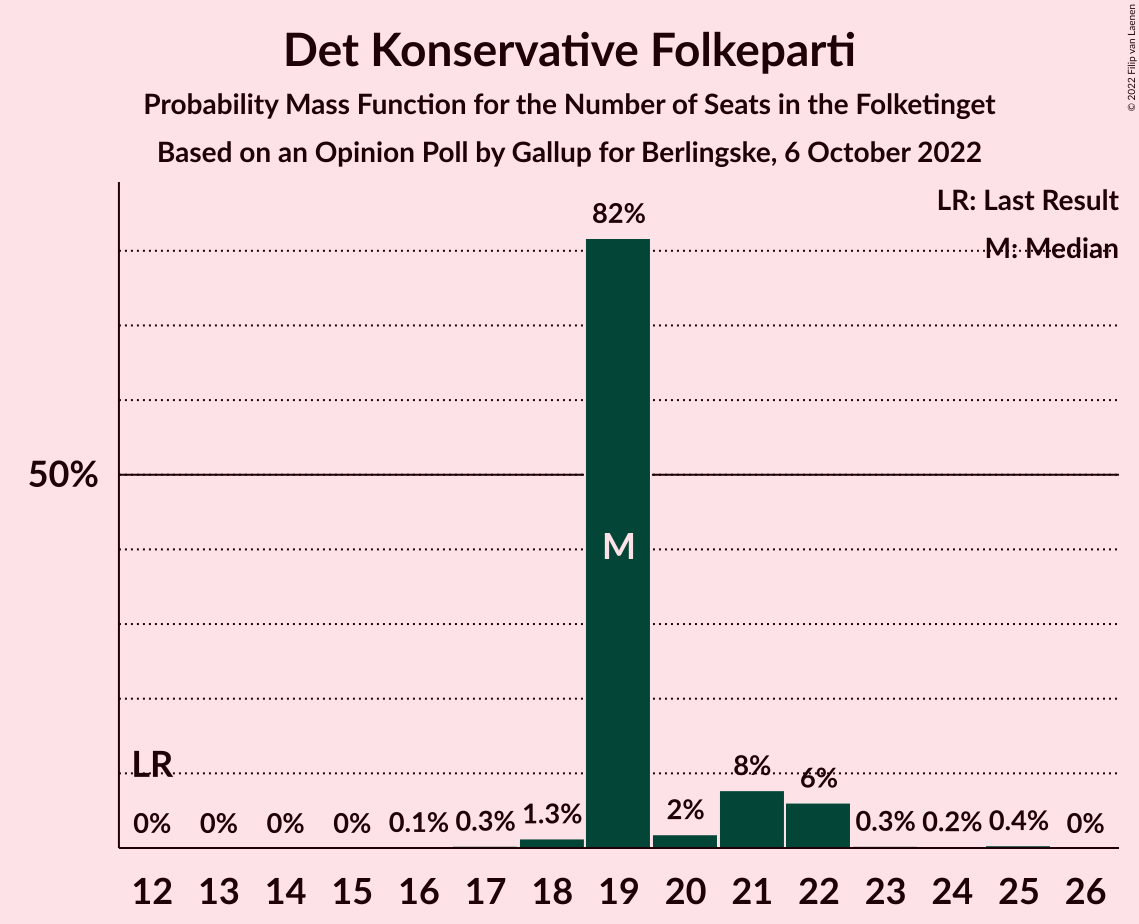 Det Konservative Folkeparti
Probability Mass Function for the Number of Seats in the Folketinget
Based on an Opinion Poll by Gallup for Berlingske, 6 October 2022
© 2022 Filip van Laenen
LR: Last Result
M: Median
82%
50%
M
LR
0% 0% 0% 0% 0.1% 0.3% 1.3% 2% 8% 6% 0.3% 0.2% 0.4% 0%
12 13 14 15 16 17 18 19 20 21 22 23 24 25 26